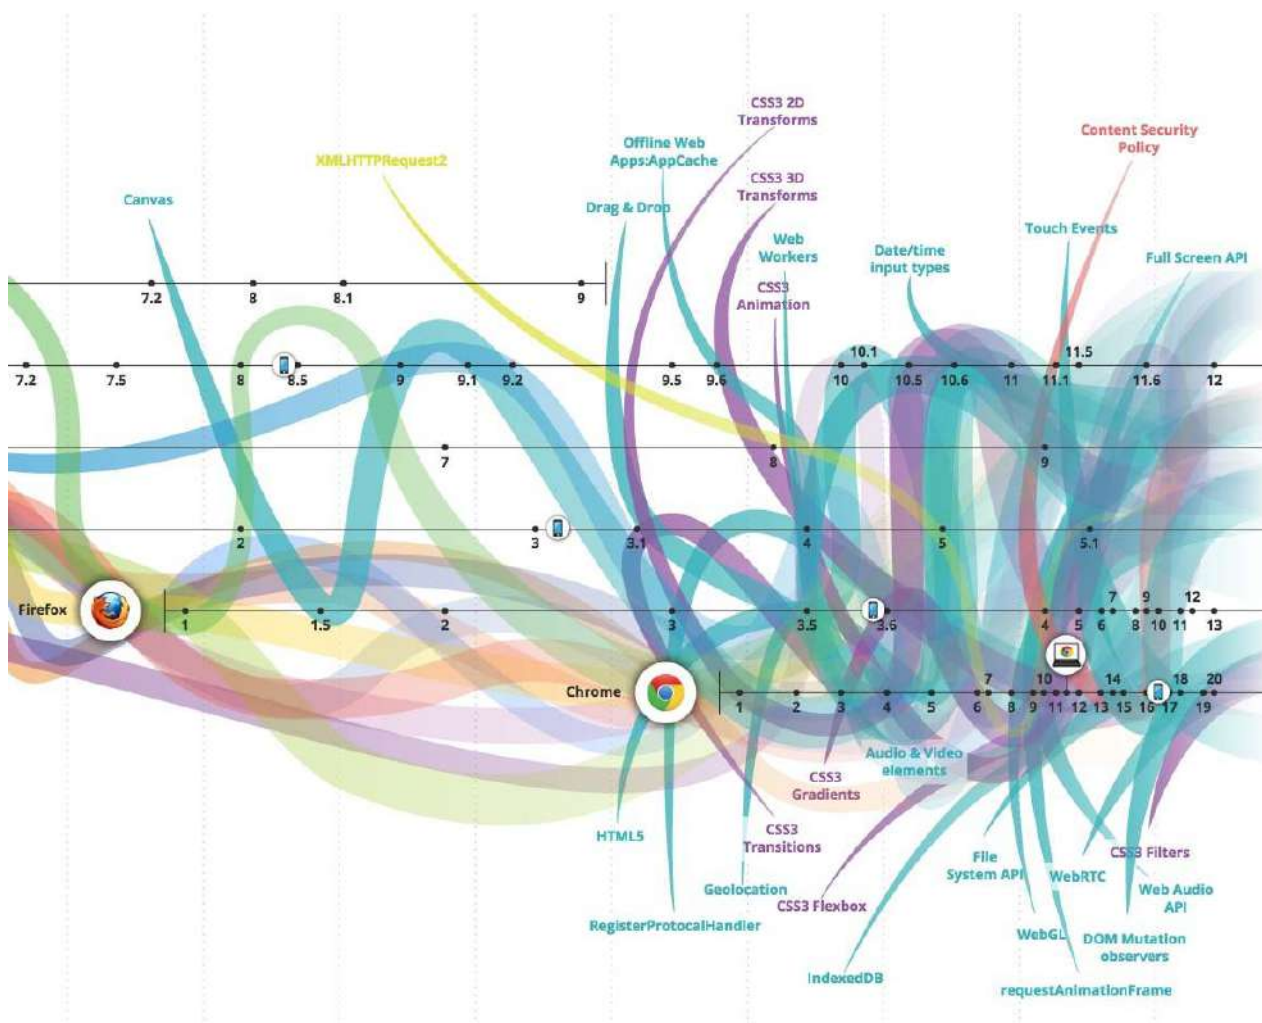 CSS3 2D
Transforms
Content Security
Policy
Offline Web
Apps:AppCache
XMLHTTPRequest2
CSS3 3D
Transforms
Canvas
Drag & Drop
Touch Events
Web
Workers
Date/time
input types
Full Screen API
CSS3
Animation
7.2 8 8.1 9
10.1 11.5
7.2 7.5 8 8.5 9 9.1 9.2 9.5 9.6 10 10.5 10.6 11 11.1 11.6 12
7 8 9
2 3 3.1 4 5 5.1
7 9 12
Firefox 1 1.5 2 3 3.5 3.6 4 5 6 8 10 11 13
7 10 14 18 20
Chrome 1 2 3 4 5 6 8 9 11 12 13 15 16 17 19
Audio & Video
elements
CSS3
Gradients
HTML5
CSS3
Transitions
File
System API
CSS3 Filters
WebRTC
Geolocation
Web Audio
API
CSS3 Flexbox
RegisterProtocalHandler
WebGL
DOM Mutation
observers
IndexedDB
requestAnimationFrame